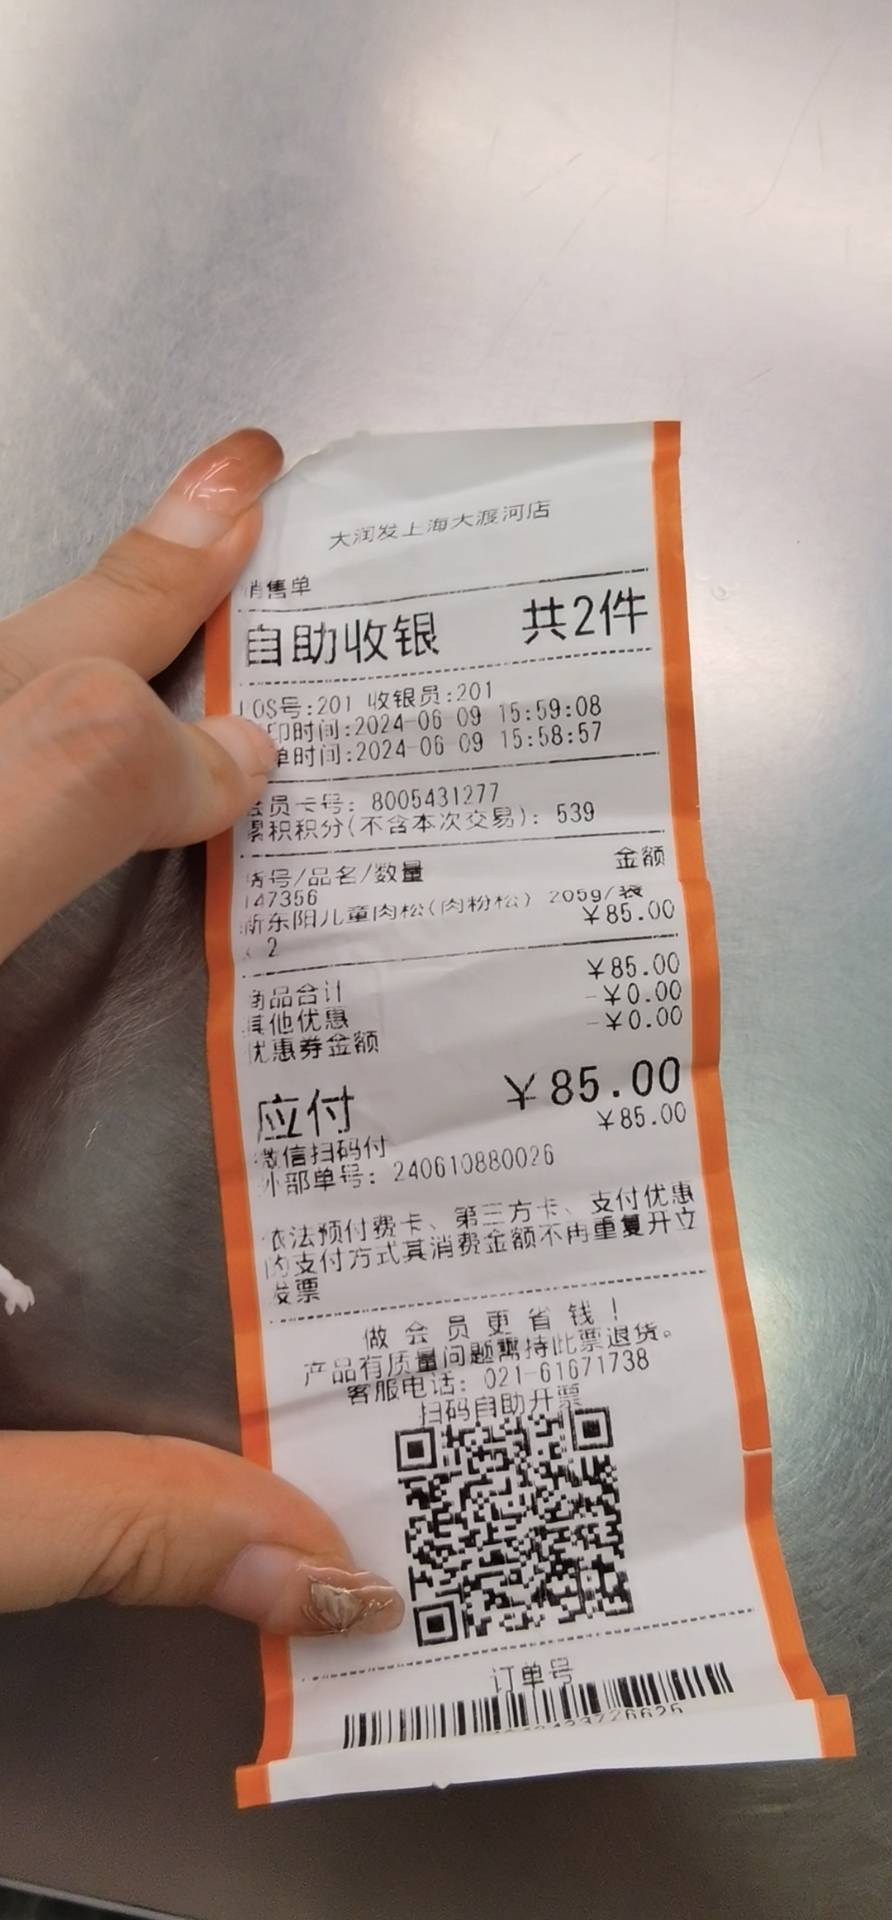 大润发上海大渡河店
销售单
自助收银 共2件
POS号:201 收银员:201
印时间:2024-06-09 15:59:08
单时间:2024-06-09 15:58:57
会员卡号: 8005431277
累积积分(不含本次交易): 539
货号/品名/数量 金额
147356
新东阳儿童肉松(肉粉松) 205g/袋
2 ¥85.00
商品合计 ¥85.00
其他优惠 -¥0.00
优惠券金额 -¥0.00
应付 ¥85.00
微信扫码付 ¥85.00
外部单号: 240610880026
依法预付费卡、第三方卡、支付优惠
的支付方式其消费金额不再重复开立
发票
做会员更省钱!
产品有质量问题需持此票退货。
客服电话: 021-61671738
扫码自助开票
订单号